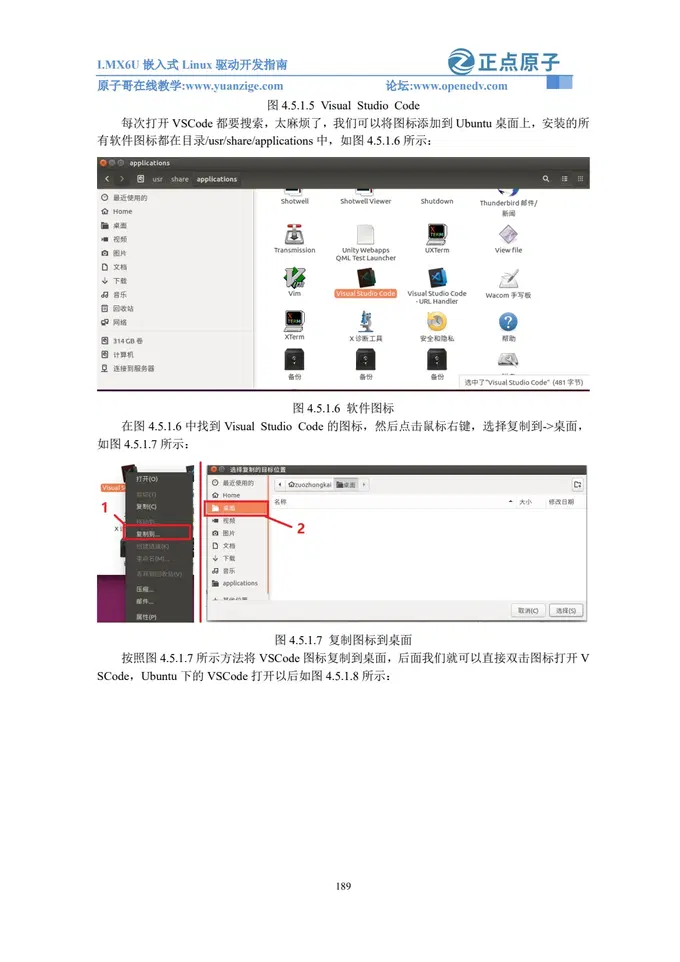 I.MX6U 嵌入式 Linux 驱动开发指南
正点原子
原子哥在线教学:www.yuanzige.com 论坛:www.openedv.com
图 4.5.1.5 Visual Studio Code
每次打开 VSCode 都要搜索，太麻烦了，我们可以将图标添加到 Ubuntu 桌面上，安装的所
有软件图标都在目录/usr/share/applications 中，如图 4.5.1.6 所示：
applications
usr share applications
最近使用的
Home
桌面
视频
图片
文档
下载
音乐
回收站
网络
314 GB 卷
计算机
连接到服务器
Shotwell Shotwell Viewer Shutdown Thunderbird 邮件/
新闻
Transmission Unity Webapps UXTerm View file
QML Test Launcher
Vim Visual Studio Code Visual Studio Code Wacom 手写板
- URL Handler
XTerm X 诊断工具 安全和隐私 帮助
备份 备份 备份
选中了"Visual Studio Code" (481 字节)
图 4.5.1.6 软件图标
在图 4.5.1.6 中找到 Visual Studio Code 的图标，然后点击鼠标右键，选择复制到->桌面，
如图 4.5.1.7 所示：
打开(O)
Visual S
复制(C)
1
复制到...
压缩...
邮件...
属性(P)
选择复制的目标位置
最近使用的
Home
桌面
视频
图片
文档
下载
音乐
applications
其他位置
zuozhongkai 桌面
名称 大小 修改日期
2
取消(C) 选择(S)
图 4.5.1.7 复制图标到桌面
按照图 4.5.1.7 所示方法将 VSCode 图标复制到桌面，后面我们就可以直接双击图标打开 V
SCode，Ubuntu 下的 VSCode 打开以后如图 4.5.1.8 所示：
189